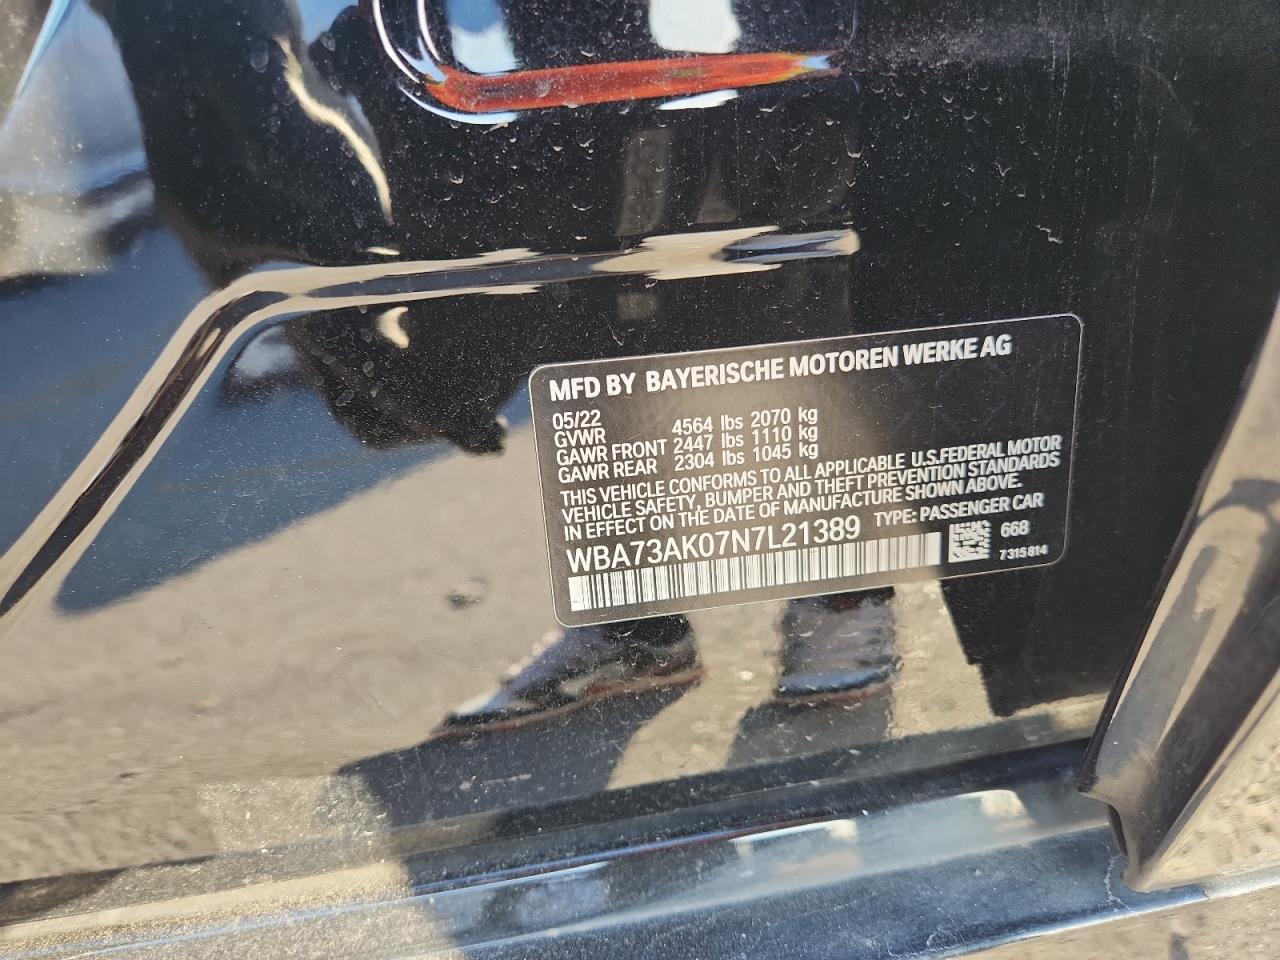 MFD BY BAYERISCHE MOTOREN WERKE AG
05/22
GVWR 4564 lbs 2070 kg
GAWR FRONT 2447 lbs 1110 kg
GAWR REAR 2304 lbs 1045 kg
THIS VEHICLE CONFORMS TO ALL APPLICABLE U.S.FEDERAL MOTOR
VEHICLE SAFETY, BUMPER AND THEFT PREVENTION STANDARDS
IN EFFECT ON THE DATE OF MANUFACTURE SHOWN ABOVE.
WBA73AK07N7L21389 TYPE: PASSENGER CAR
668
7315814